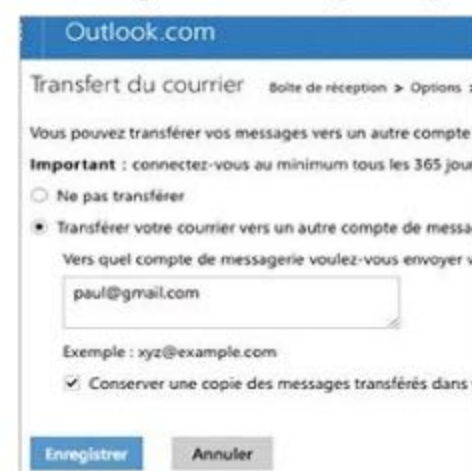 Outlook.com
Transfert du courrier Boîte de réception > Options >
Vous pouvez transférer vos messages vers un autre compte
Important : connectez-vous au minimum tous les 365 jour
Ne pas transférer
Transférer votre courrier vers un autre compte de messa
Vers quel compte de messagerie voulez-vous envoyer v
paul@gmail.com
Exemple : xyz@example.com
Conserver une copie des messages transférés dans
Enregistrer Annuler